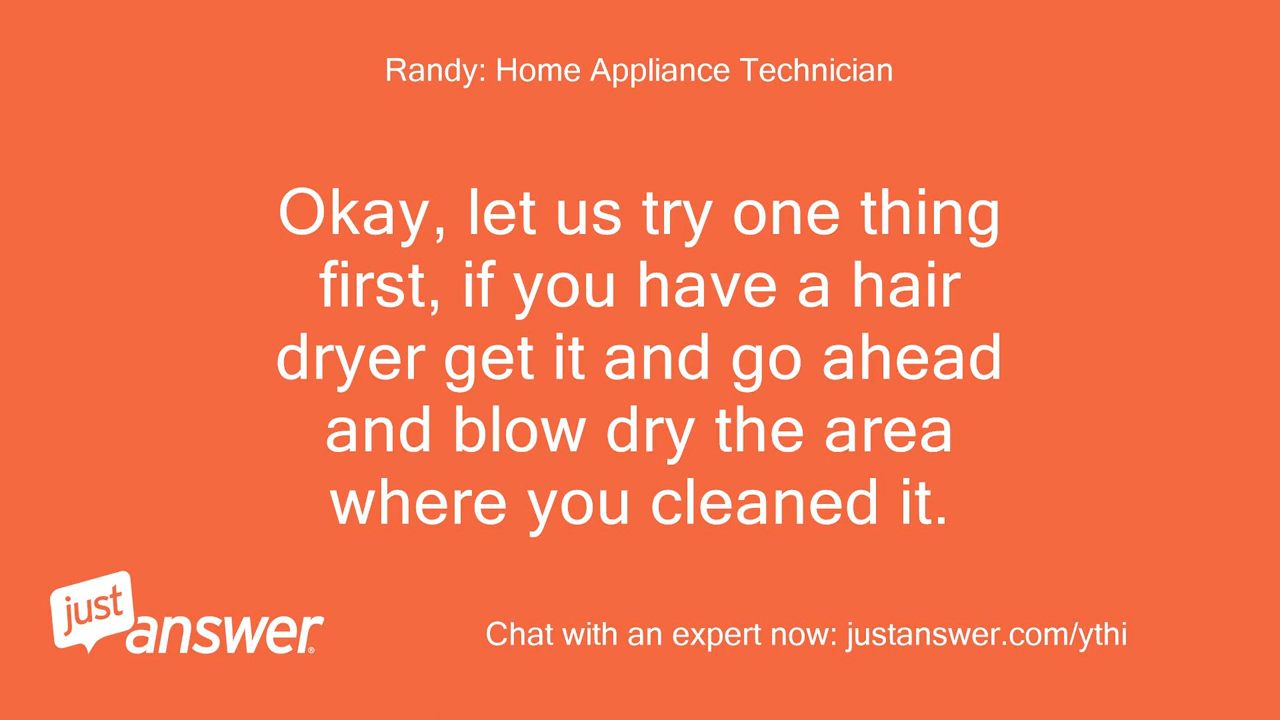 Randy: Home Appliance Technician
Okay, let us try one thing
first, if you have a hair
dryer get it and go ahead
and blow dry the area
where you cleaned it.
just
answer®
Chat with an expert now: justanswer.com/ythi